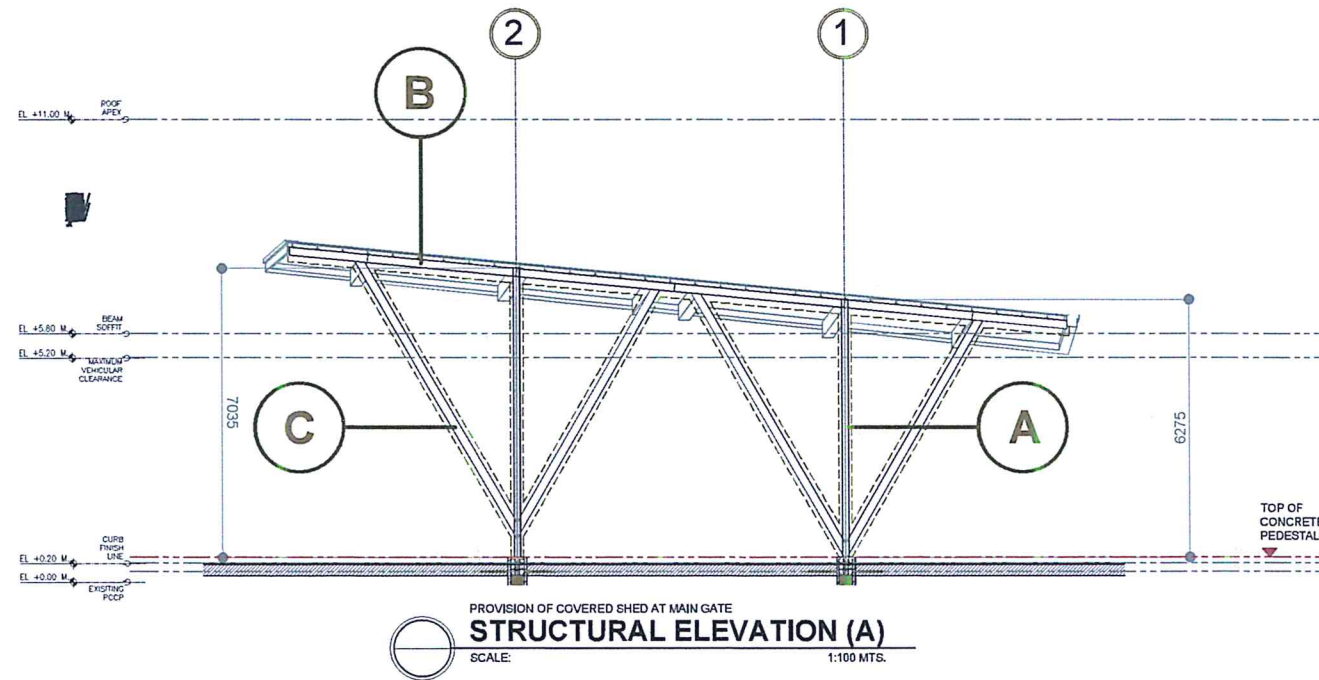 2
1
B
EL +11.00 M.
ROOF
APEX
BEAM
SOFFIT
EL +5.80 M.
EL +5.20 M.
MAXIMUM
VEHICULAR
CLEARANCE
7035
C
A
6275
TOP OF
CONCRETE
PEDESTAL
CURB
FINISH
LINE
EL +0.20 M.
EL +0.00 M.
EXISITING
PCCP
PROVISION OF COVERED SHED AT MAIN GATE
STRUCTURAL ELEVATION (A)
SCALE: 1:100 MTS.